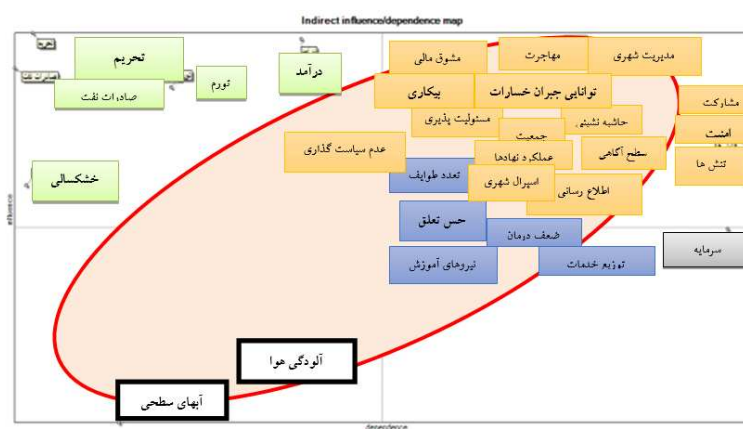 Indirect influence/dependence map
تحریم
صادرات نفت
تورم
درآمد
خشکسالی
مشوق مالی
مهاجرت
مدیریت شهری
بیکاری
توانایی جبران خسارات
مشارکت
مسئولیت پذیری
جمعیت
حاشیه نشینی
امنیت
عدم سیاست گذاری
عملکرد نهادها
سطح آگاهی
تنش ها
تعدد طوایف
اسپرال شهری
اطلاع رسانی
حس تعلق
ضعف درمان
سرمایه
نیروهای آموزش
توزیع خدمات
آلودگی هوا
آبهای سطحی
influence
dependence